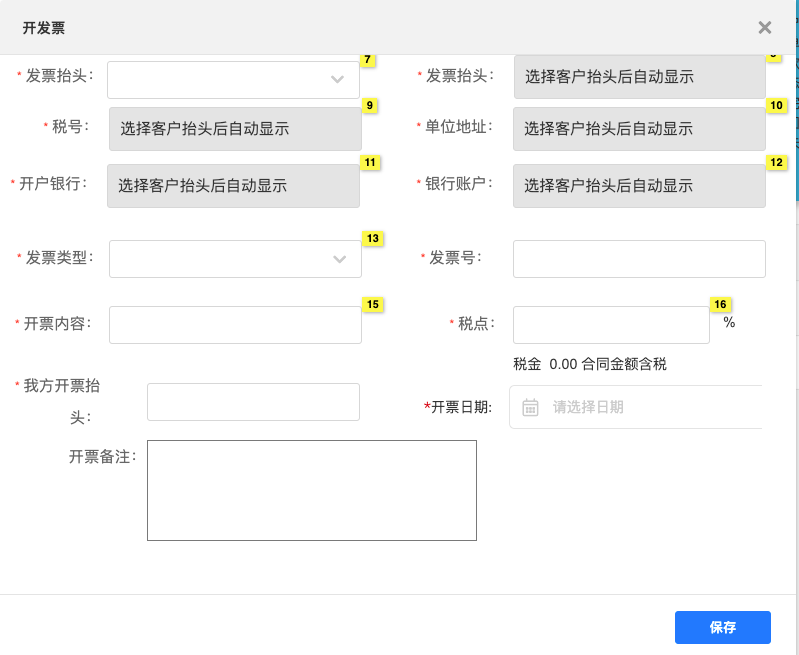 开发票
* 发票抬头: 7
* 发票抬头: 选择客户抬头后自动显示
* 税号: 选择客户抬头后自动显示 9
* 单位地址: 选择客户抬头后自动显示 10
* 开户银行: 选择客户抬头后自动显示 11
* 银行账户: 选择客户抬头后自动显示 12
* 发票类型: 13
* 发票号:
* 开票内容: 15
* 税点: 16 %
税金 0.00 合同金额含税
* 我方开票抬
头:
*开票日期: 请选择日期
开票备注:
保存